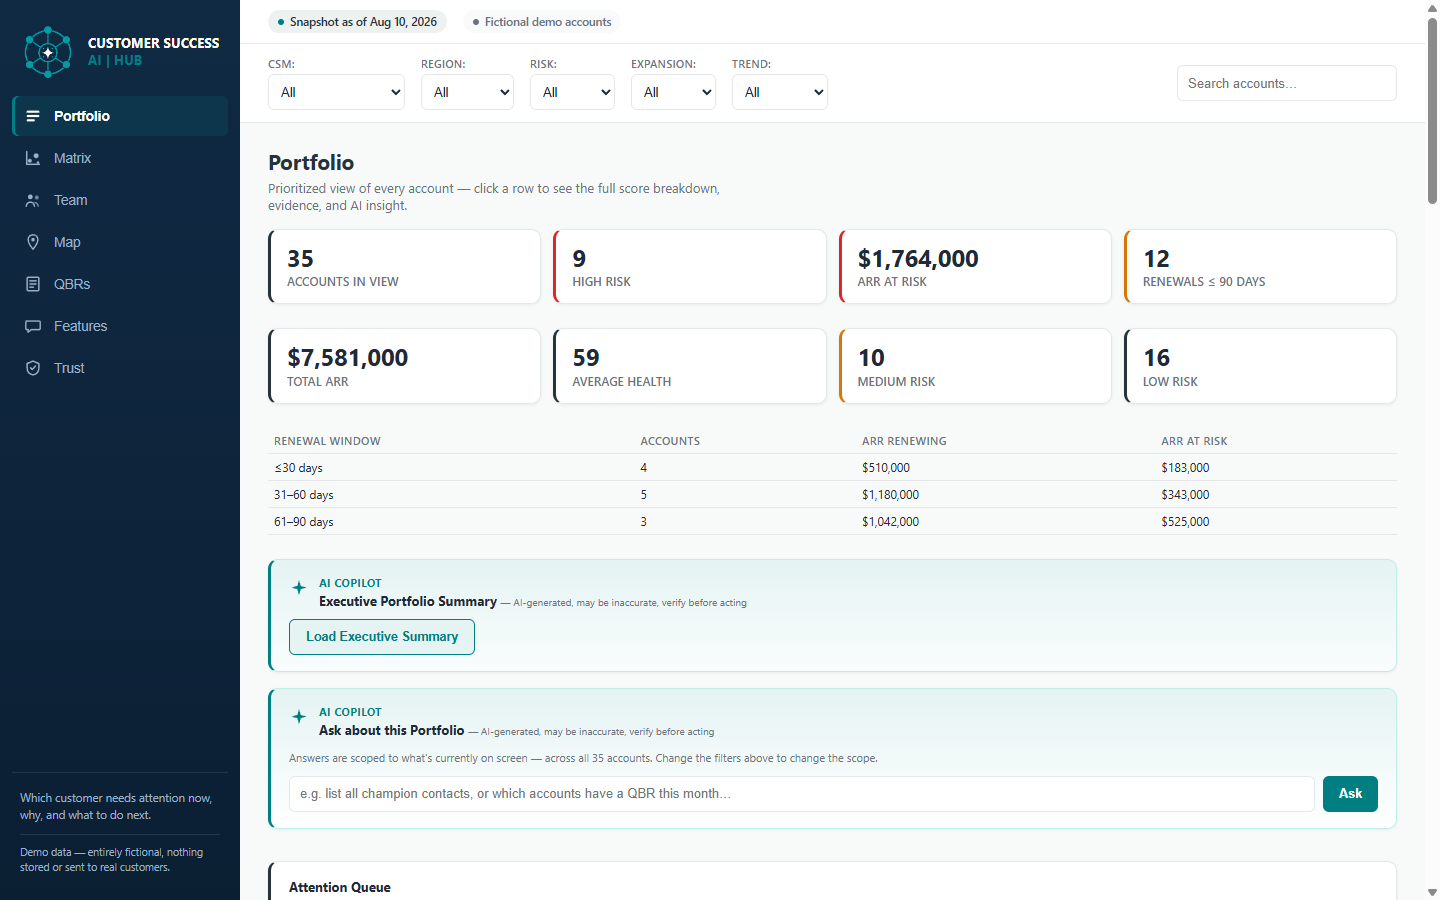 CUSTOMER SUCCESS
AI | HUB
Portfolio
Matrix
Team
Map
QBRs
Features
Trust
Which customer needs attention now,
why, and what to do next.
Demo data — entirely fictional, nothing
stored or sent to real customers.
Snapshot as of Aug 10, 2026
Fictional demo accounts
CSM: REGION: RISK: EXPANSION: TREND:
All All All All All
Search accounts...
Portfolio
Prioritized view of every account — click a row to see the full score breakdown,
evidence, and AI insight.
35
ACCOUNTS IN VIEW
9
HIGH RISK
$1,764,000
ARR AT RISK
12
RENEWALS ≤ 90 DAYS
$7,581,000
TOTAL ARR
59
AVERAGE HEALTH
10
MEDIUM RISK
16
LOW RISK
RENEWAL WINDOW ACCOUNTS ARR RENEWING ARR AT RISK
≤30 days 4 $510,000 $183,000
31–60 days 5 $1,180,000 $343,000
61–90 days 3 $1,042,000 $525,000
AI COPILOT
Executive Portfolio Summary — AI-generated, may be inaccurate, verify before acting
Load Executive Summary
AI COPILOT
Ask about this Portfolio — AI-generated, may be inaccurate, verify before acting
Answers are scoped to what's currently on screen — across all 35 accounts. Change the filters above to change the scope.
e.g. list all champion contacts, or which accounts have a QBR this month...
Ask
Attention Queue